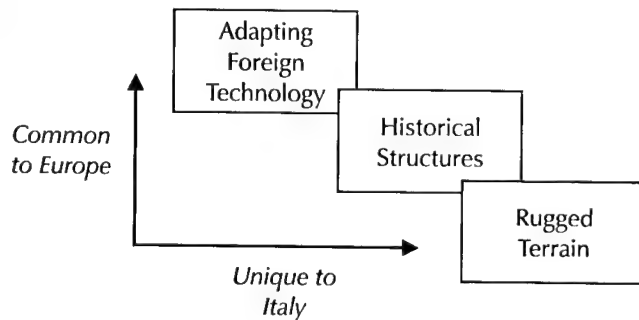 Adapting
Foreign
Technology
Common
to Europe
Historical
Structures
Rugged
Terrain
Unique to
Italy